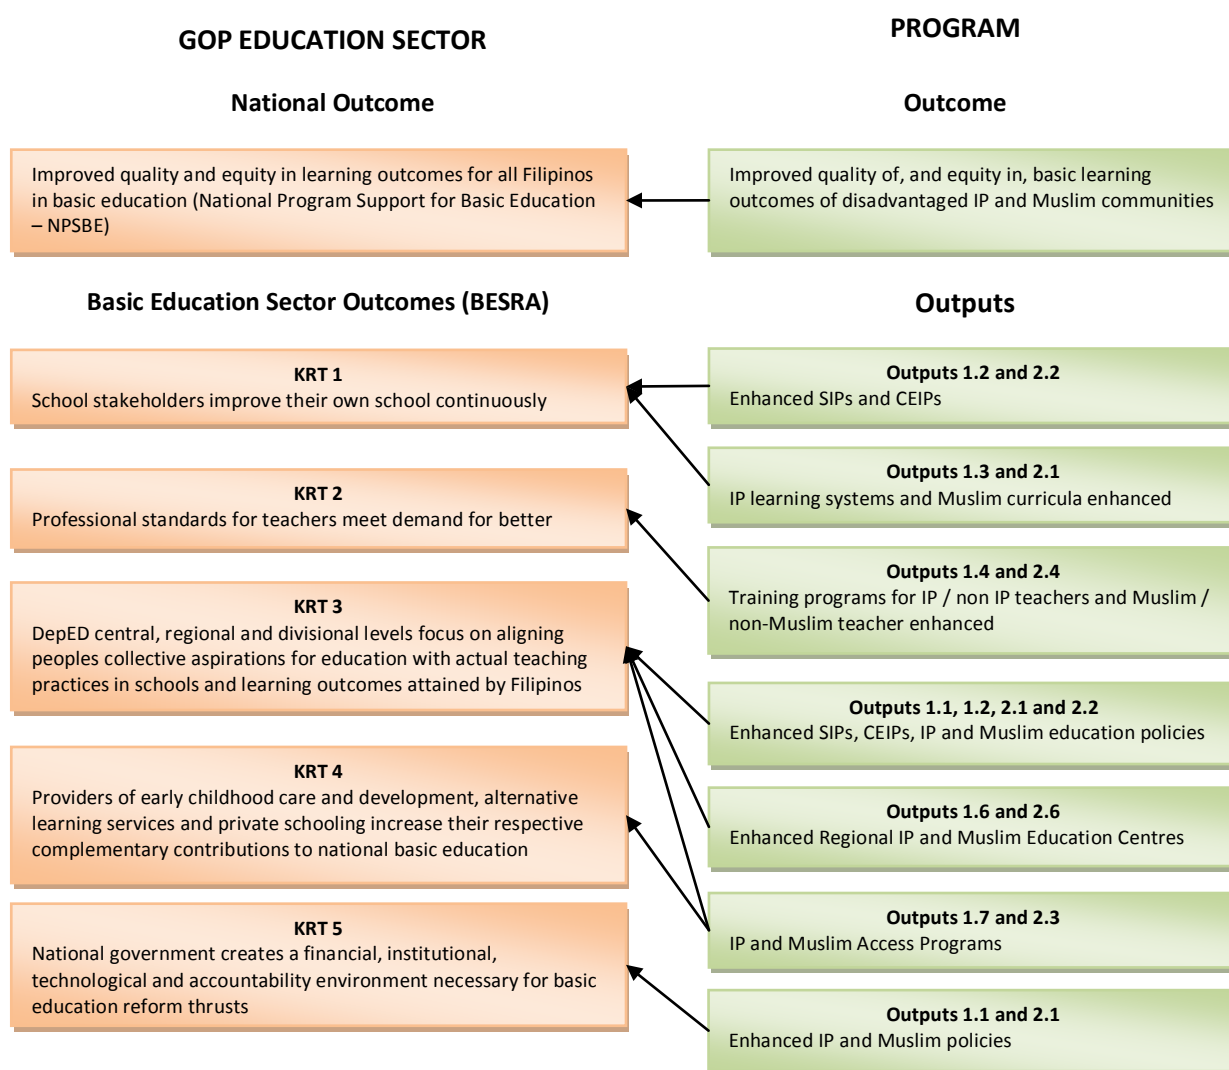 GOP EDUCATION SECTOR
PROGRAM
National Outcome
Outcome
Improved quality and equity in learning outcomes for all Filipinos
in basic education (National Program Support for Basic Education
– NPSBE)
Improved quality of, and equity in, basic learning
outcomes of disadvantaged IP and Muslim communities
Basic Education Sector Outcomes (BESRA)
Outputs
KRT 1
School stakeholders improve their own school continuously
Outputs 1.2 and 2.2
Enhanced SIPs and CEIPs
Outputs 1.3 and 2.1
IP learning systems and Muslim curricula enhanced
KRT 2
Professional standards for teachers meet demand for better
Outputs 1.4 and 2.4
Training programs for IP / non IP teachers and Muslim /
non-Muslim teacher enhanced
KRT 3
DepED central, regional and divisional levels focus on aligning
peoples collective aspirations for education with actual teaching
practices in schools and learning outcomes attained by Filipinos
Outputs 1.1, 1.2, 2.1 and 2.2
Enhanced SIPs, CEIPs, IP and Muslim education policies
KRT 4
Providers of early childhood care and development, alternative
learning services and private schooling increase their respective
complementary contributions to national basic education
Outputs 1.6 and 2.6
Enhanced Regional IP and Muslim Education Centres
Outputs 1.7 and 2.3
IP and Muslim Access Programs
KRT 5
National government creates a financial, institutional,
technological and accountability environment necessary for basic
education reform thrusts
Outputs 1.1 and 2.1
Enhanced IP and Muslim policies